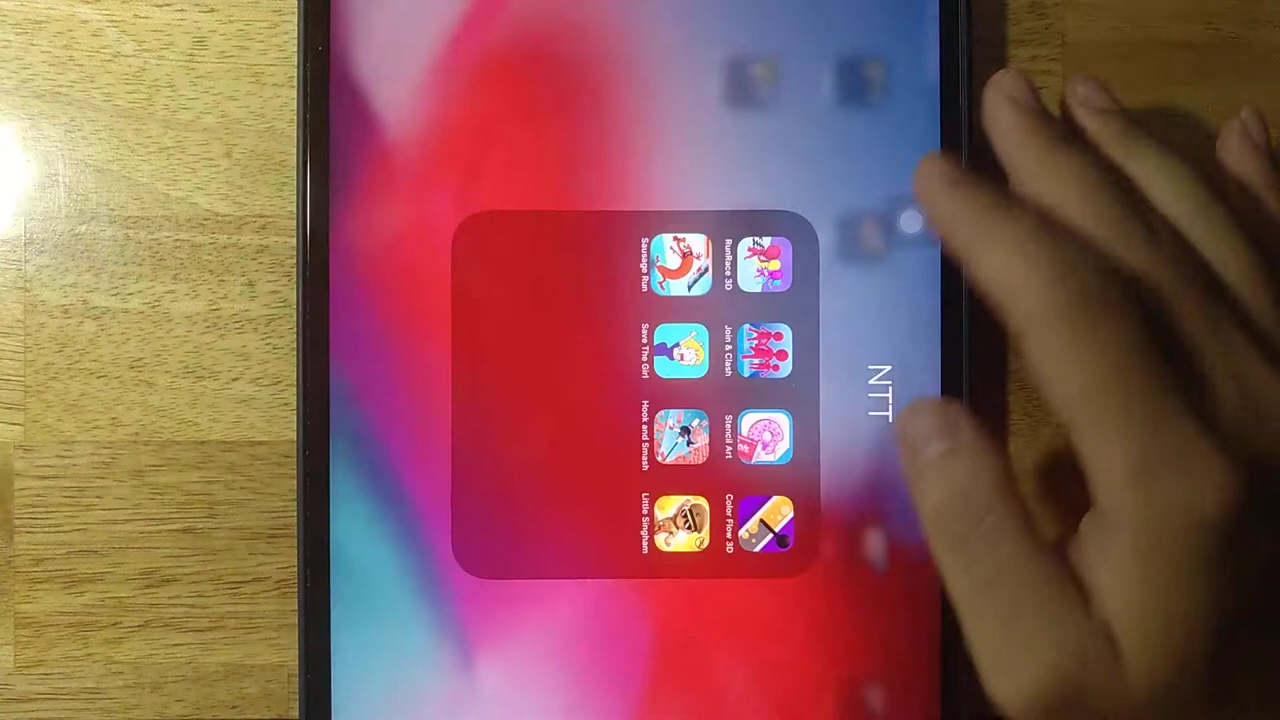 NTT
RunRace 3D
Join & Clash
Stencil Art
Color Flow 3D
Sausage Run
Save The Girl
Hook and Smash
Little Singham